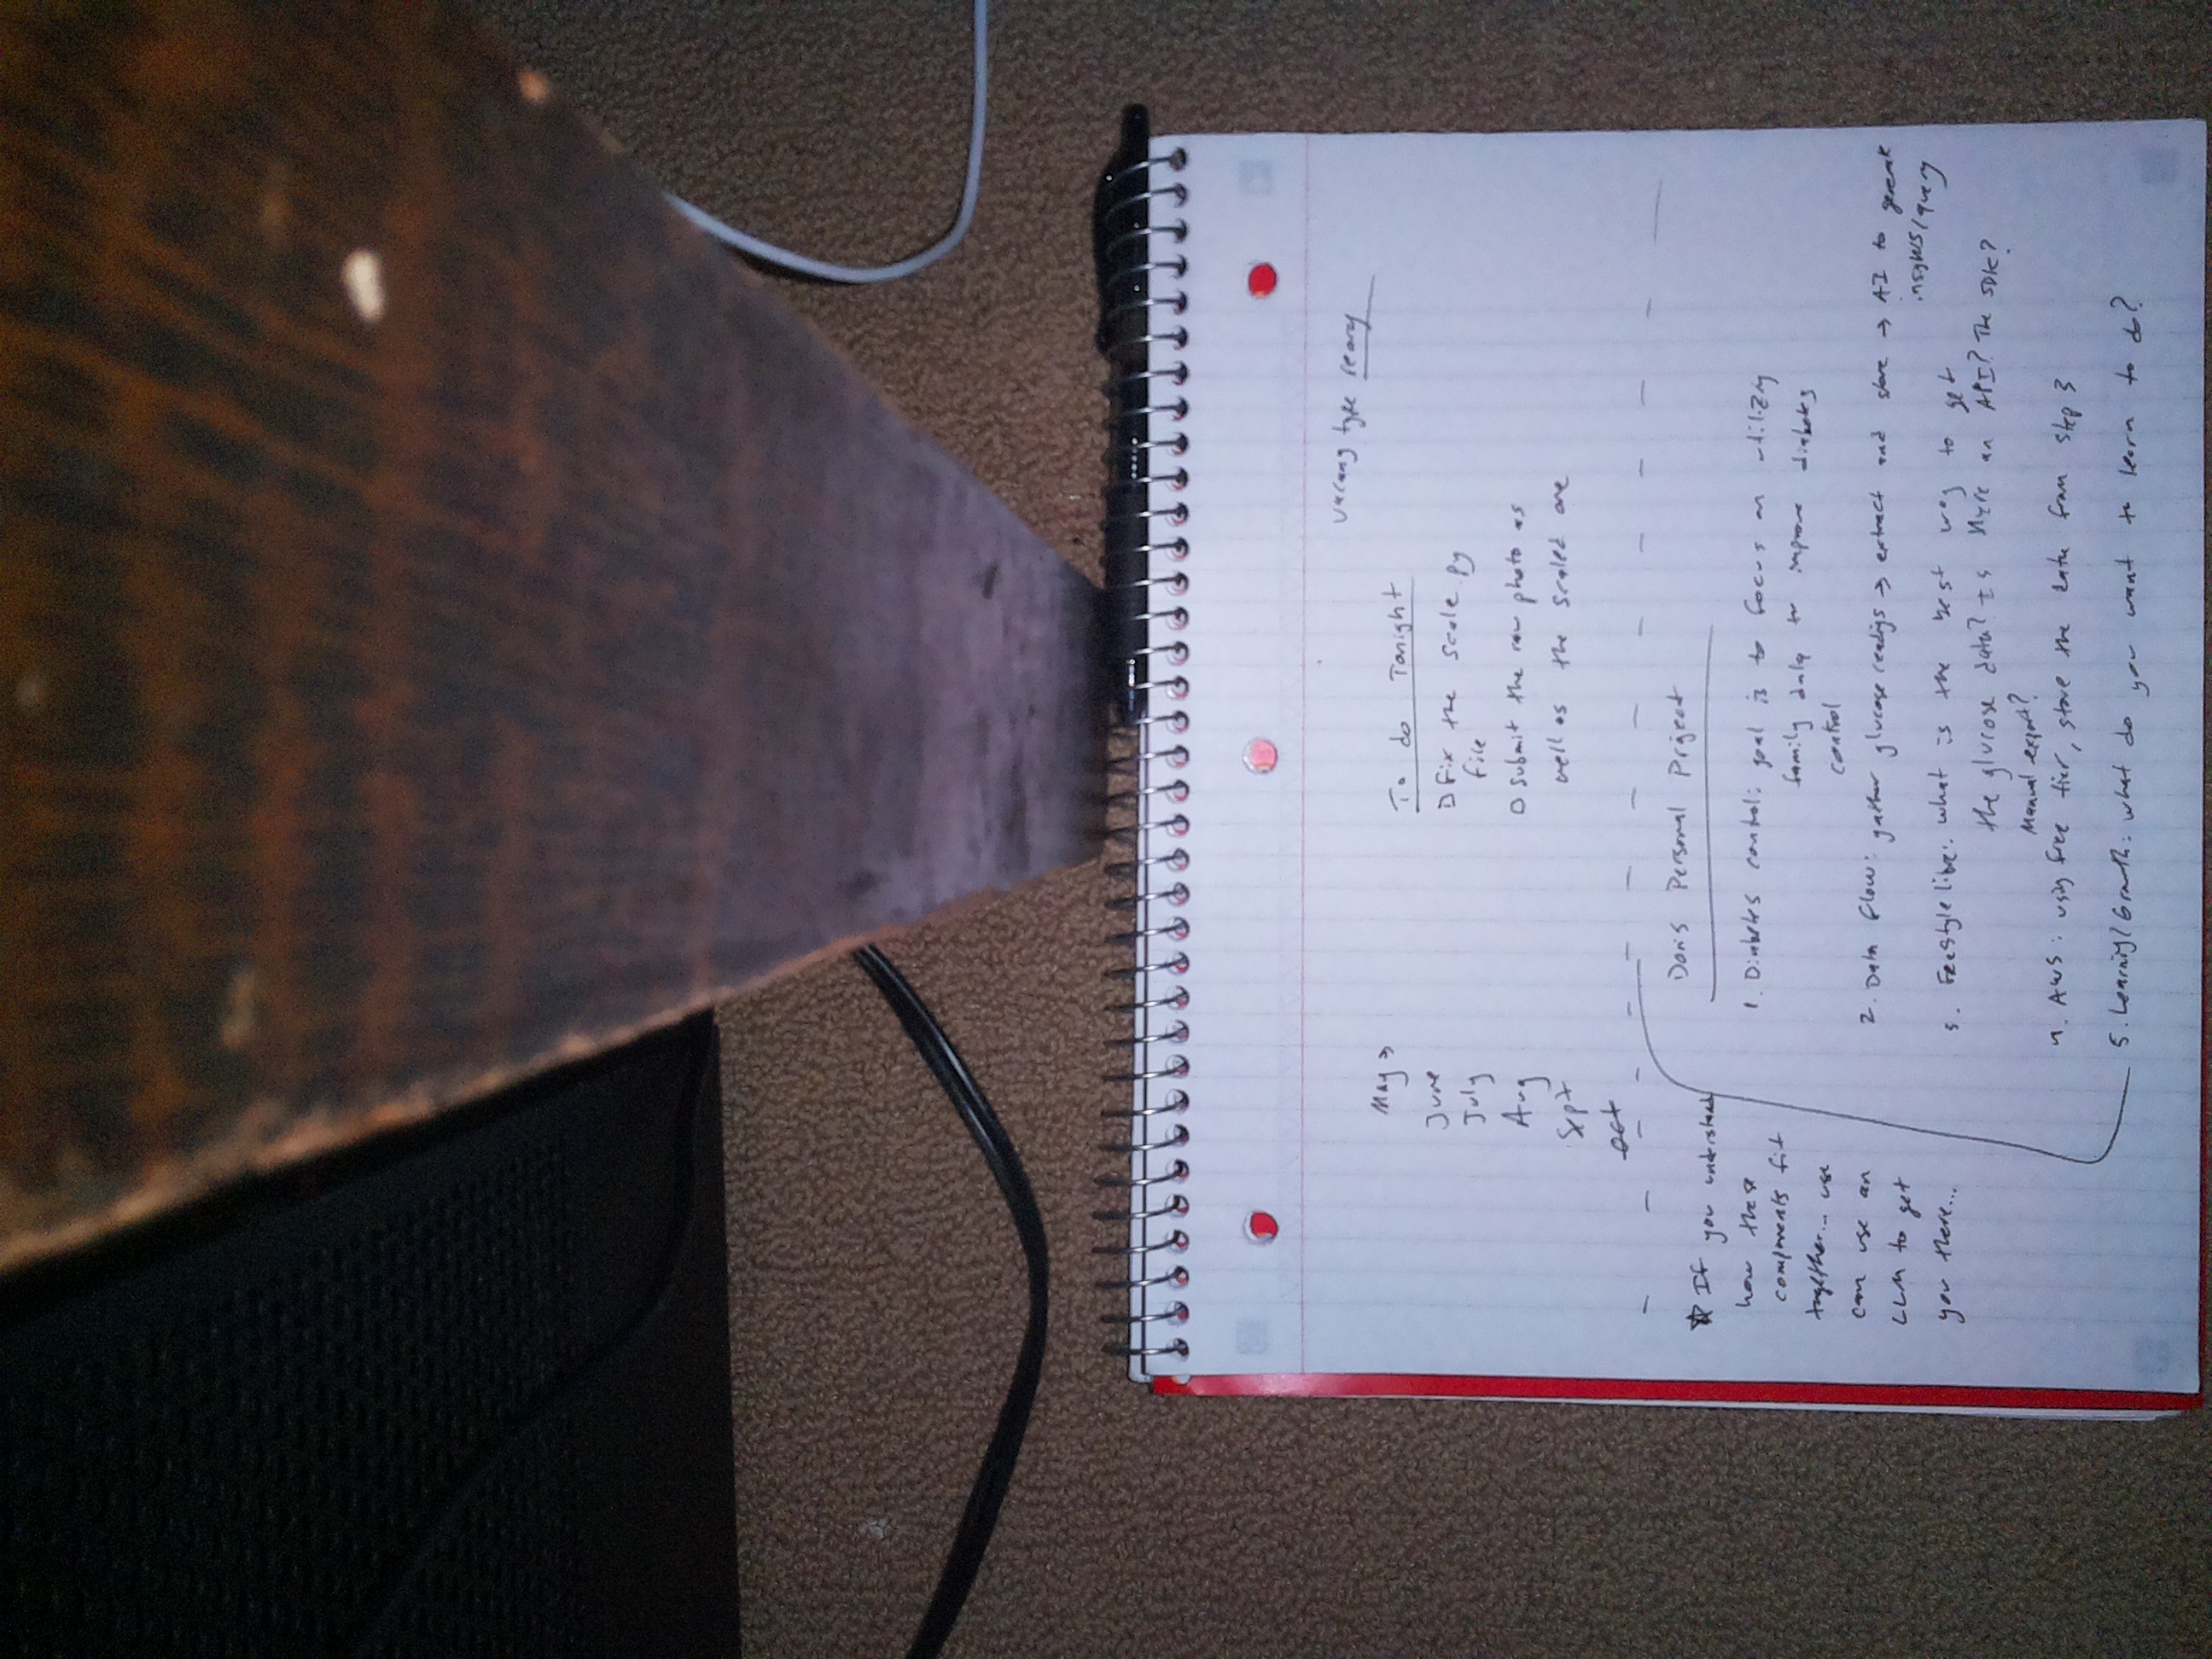 vacancy type
To do Tonight
Fix the scale.py
file
Submit the raw photo as
well as the scaled one
May
June
July
Aug
Sept
Oct
Personal Project
1. Diabetes control: goal is to focus on utilizing
family data to improve diabetes
control
2. Data flow: gather glucose readings → extract and store → AI to generate
insights/query
3. Freestyle libre: what is the best way to get
the glucose data? Is there an API? The SDK?
Manual export?
4. AWS: using free tier, store the data from step 3
5. Learning/Growth: what do you want to learn to do?
If you understand
how these
components fit
together... 
can use an
LLM to get
you there...